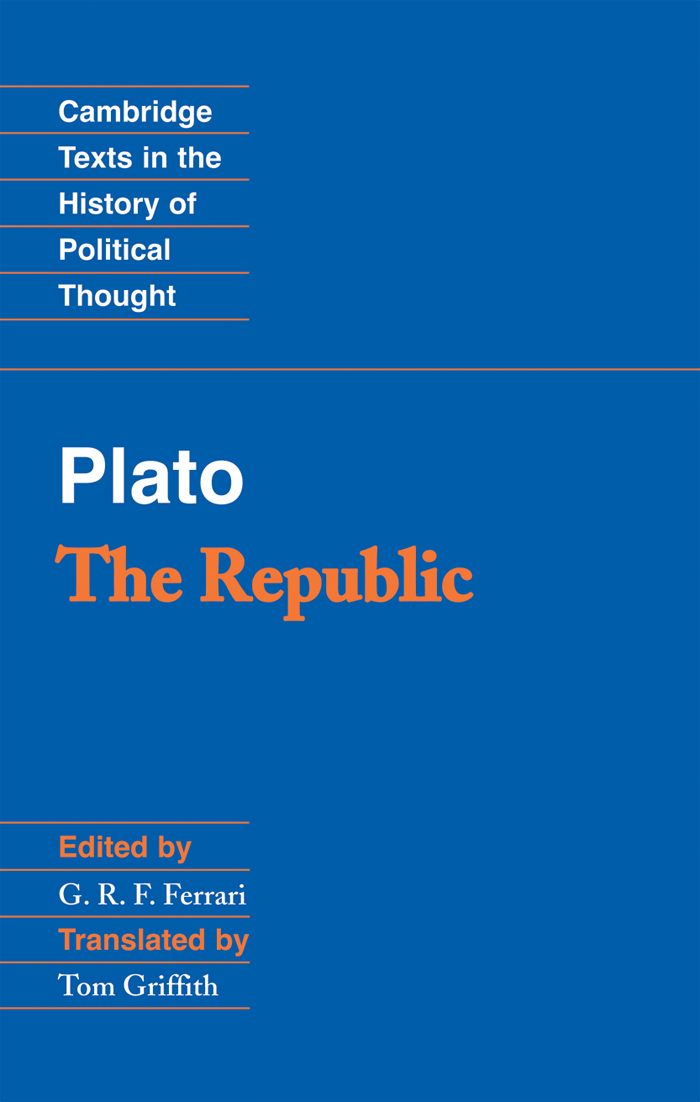 Cambridge
Texts in the
History of
Political
Thought
Plato
The Republic
Edited by
G. R. F. Ferrari
Translated by
Tom Griffith